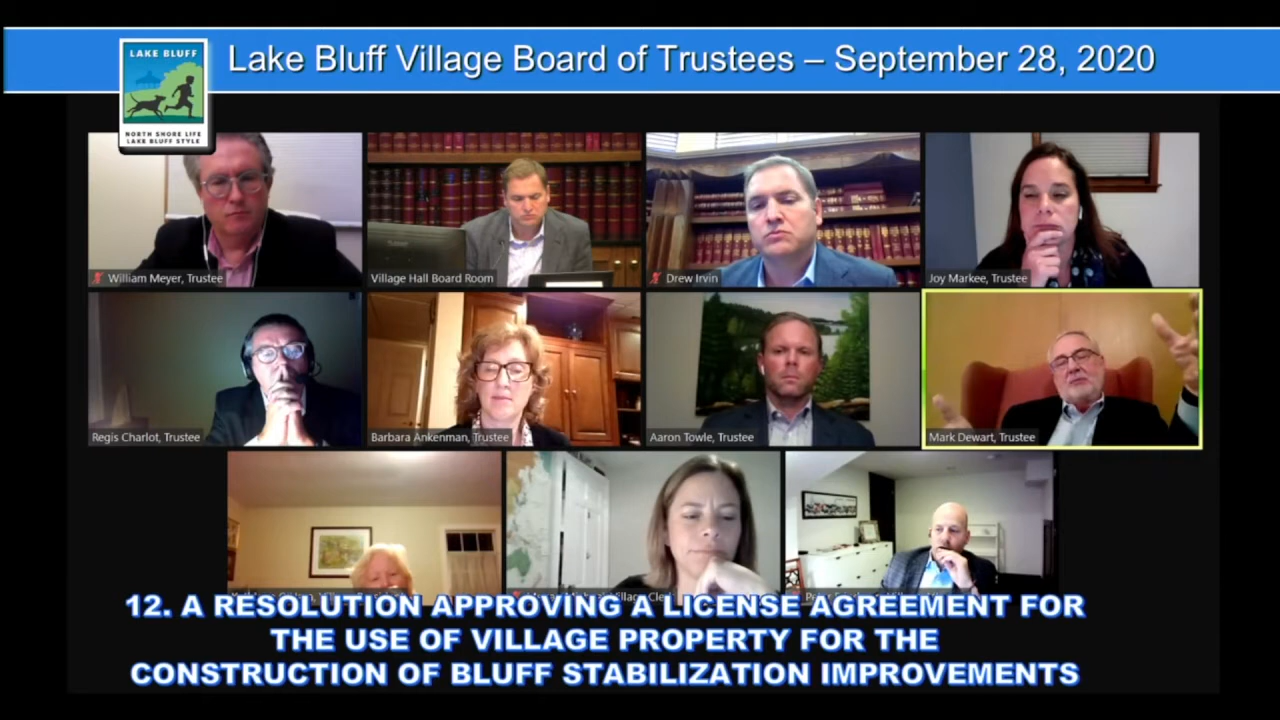 LAKE BLUFF
NORTH SHORE LIFE
LAKE BLUFF STYLE
Lake Bluff Village Board of Trustees – September 28, 2020
William Meyer, Trustee
Village Hall Board Room
Drew Irvin
Joy Markee, Trustee
Regis Charlot, Trustee
Barbara Ankenman, Trustee
Aaron Towle, Trustee
Mark Dewart, Trustee
12. A RESOLUTION APPROVING A LICENSE AGREEMENT FOR
THE USE OF VILLAGE PROPERTY FOR THE
CONSTRUCTION OF BLUFF STABILIZATION IMPROVEMENTS